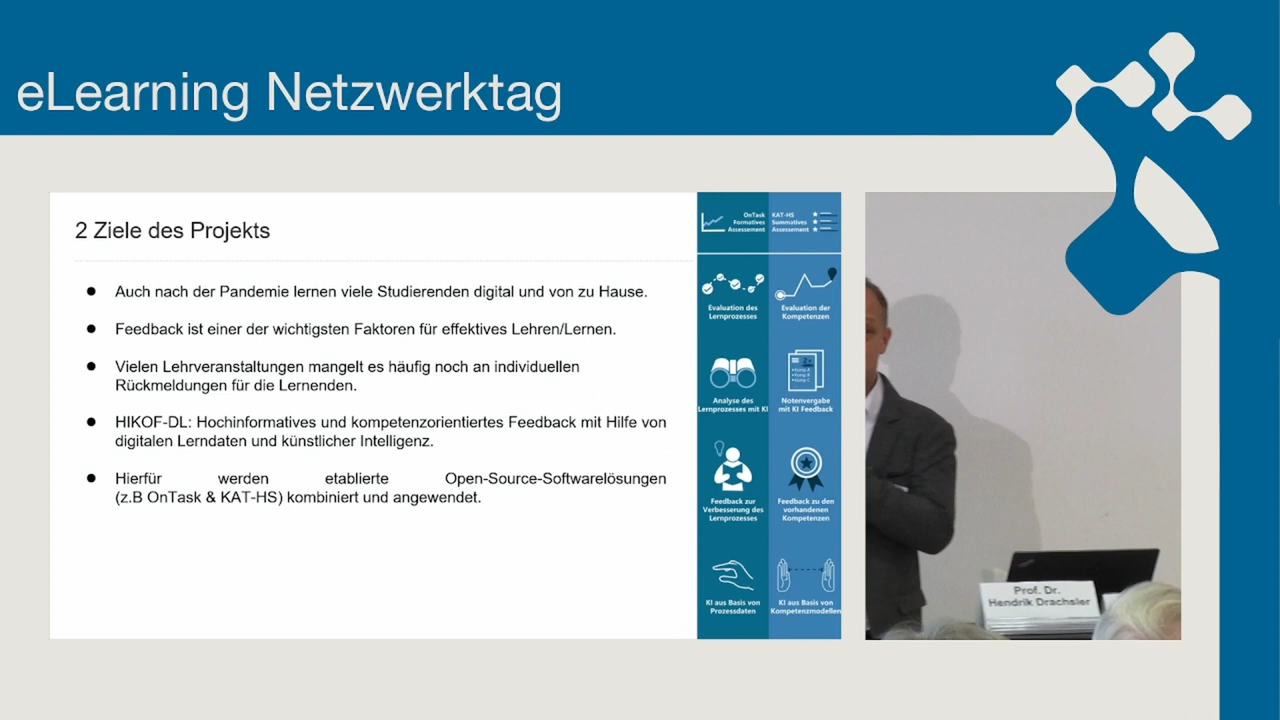 eLearning Netzwerktag
2 Ziele des Projekts
● Auch nach der Pandemie lernen viele Studierenden digital und von zu Hause.
● Feedback ist einer der wichtigsten Faktoren für effektives Lehren/Lernen.
● Vielen Lehrveranstaltungen mangelt es häufig noch an individuellen
Rückmeldungen für die Lernenden.
● HIKOF-DL: Hochinformatives und kompetenzorientiertes Feedback mit Hilfe von
digitalen Lerndaten und künstlicher Intelligenz.
● Hierfür werden etablierte Open-Source-Softwarelösungen
(z.B OnTask & KAT-HS) kombiniert und angewendet.
OnTask
Formatives
Assessement
KAT-HS
Summatives
Assessement
Evaluation des
Lernprozesses
Evaluation der
Kompetenzen
Analyse des
Lernprozesses mit KI
Notenvergabe
mit KI Feedback
Feedback zur
Verbesserung des
Lernprozesses
Feedback zu den
vorhandenen
Kompetenzen
KI aus Basis von
Prozessdaten
KI aus Basis von
Kompetenzmodellen
Prof. Dr.
Hendrik Drachsler